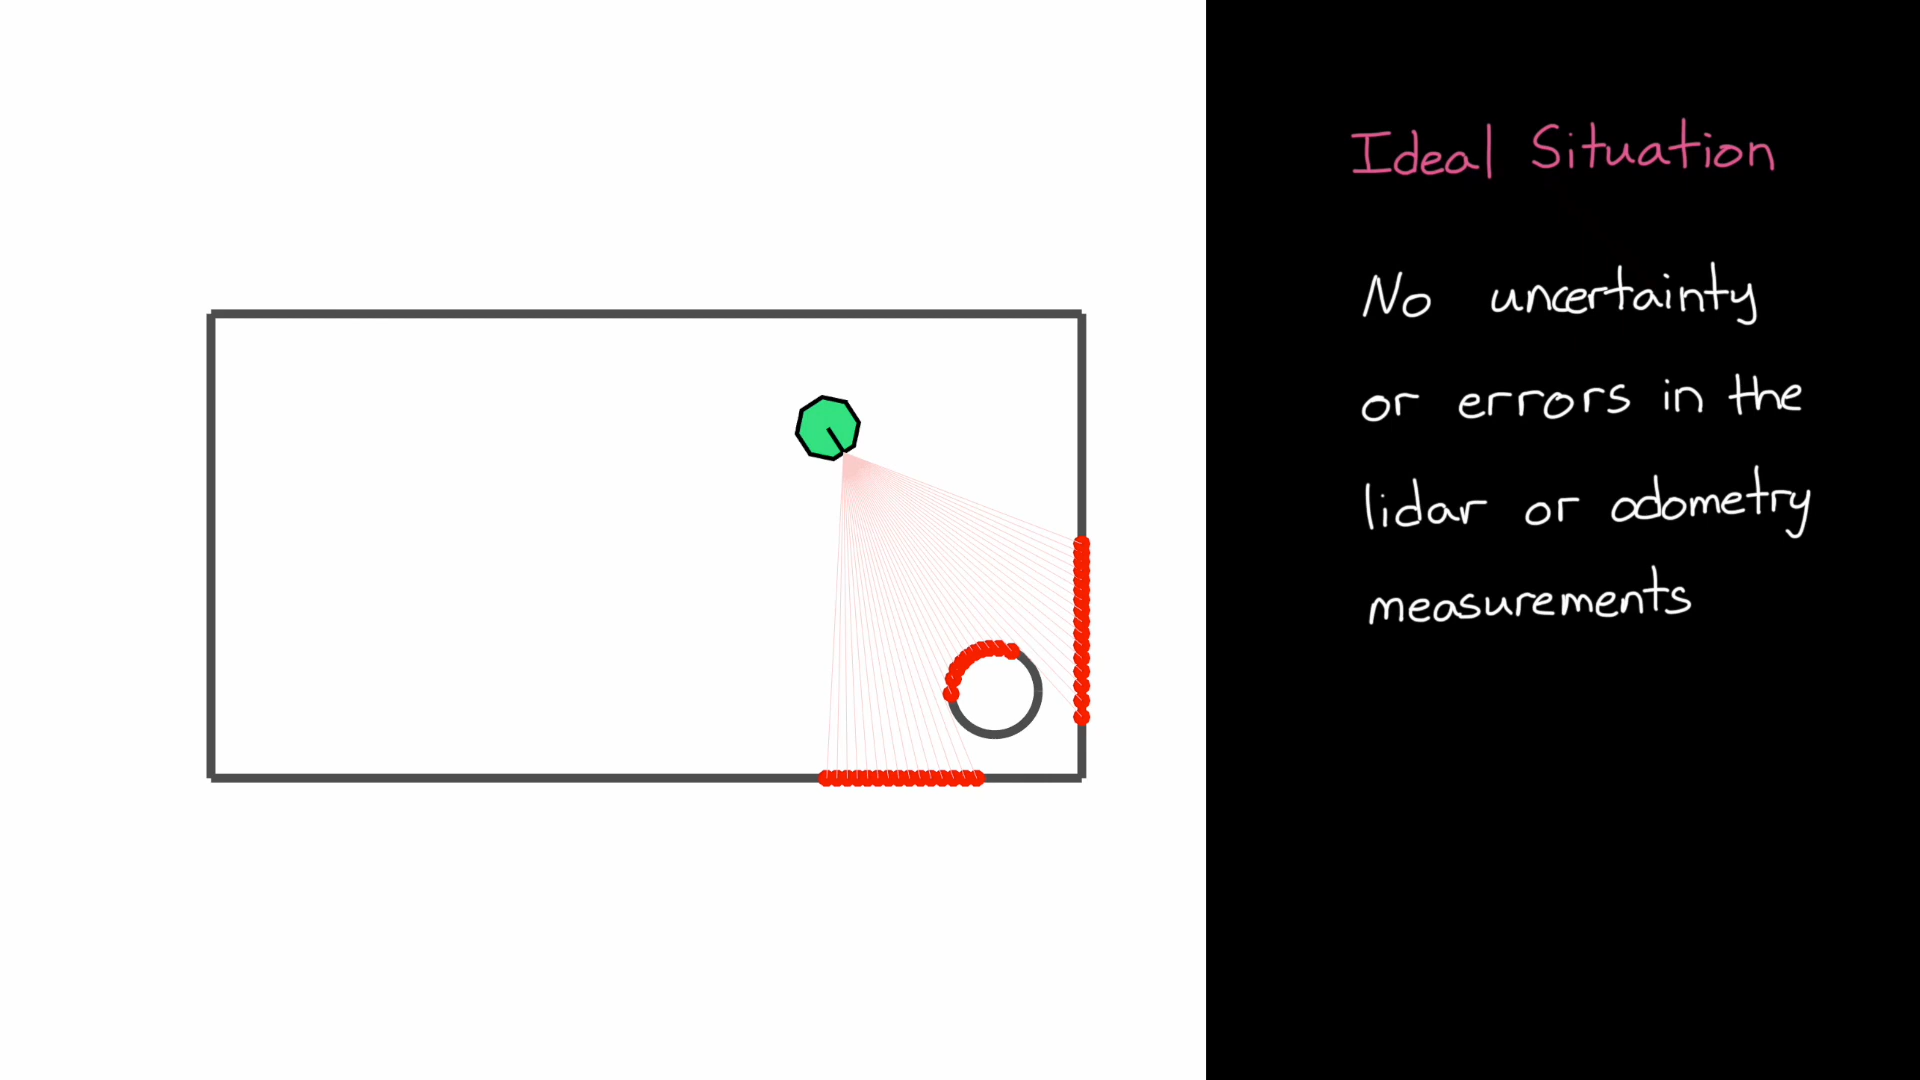 Ideal Situation
No uncertainty
or errors in the
lidar or odometry
measurements